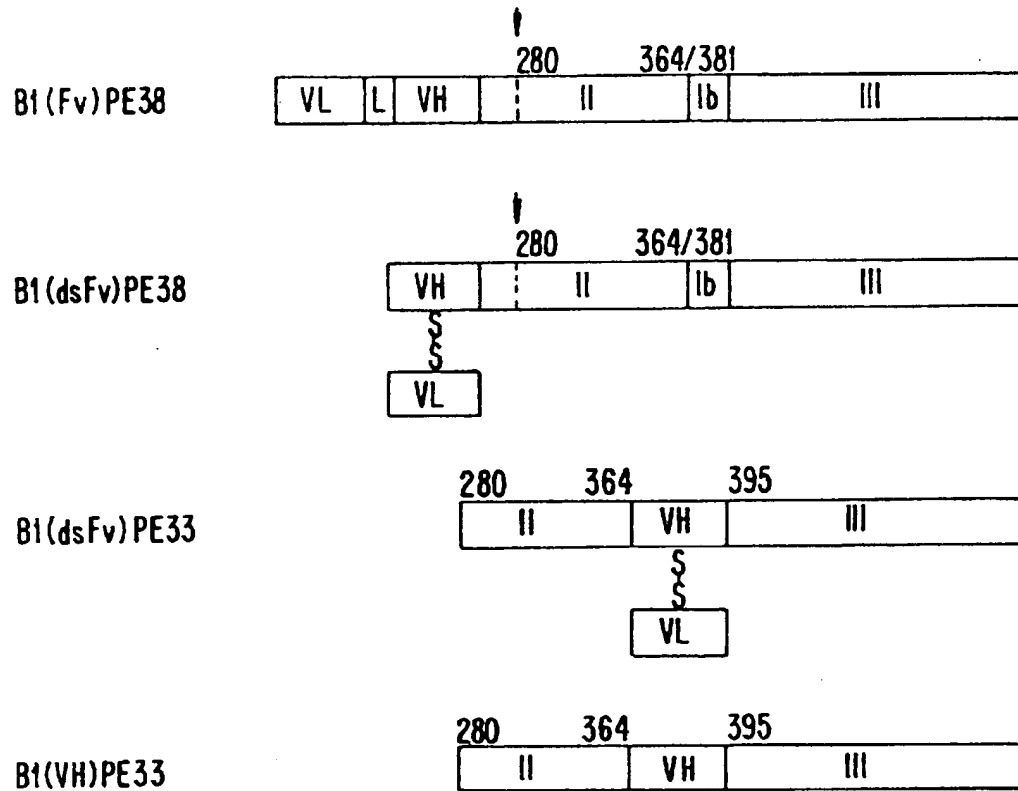 280 364/381
B1(Fv)PE38 VL L VH II Ib III
280 364/381
B1(dsFv)PE38 VH II Ib III
S
S
VL
280 364 395
B1(dsFv)PE33 II VH III
S
S
VL
280 364 395
B1(VH)PE33 II VH III